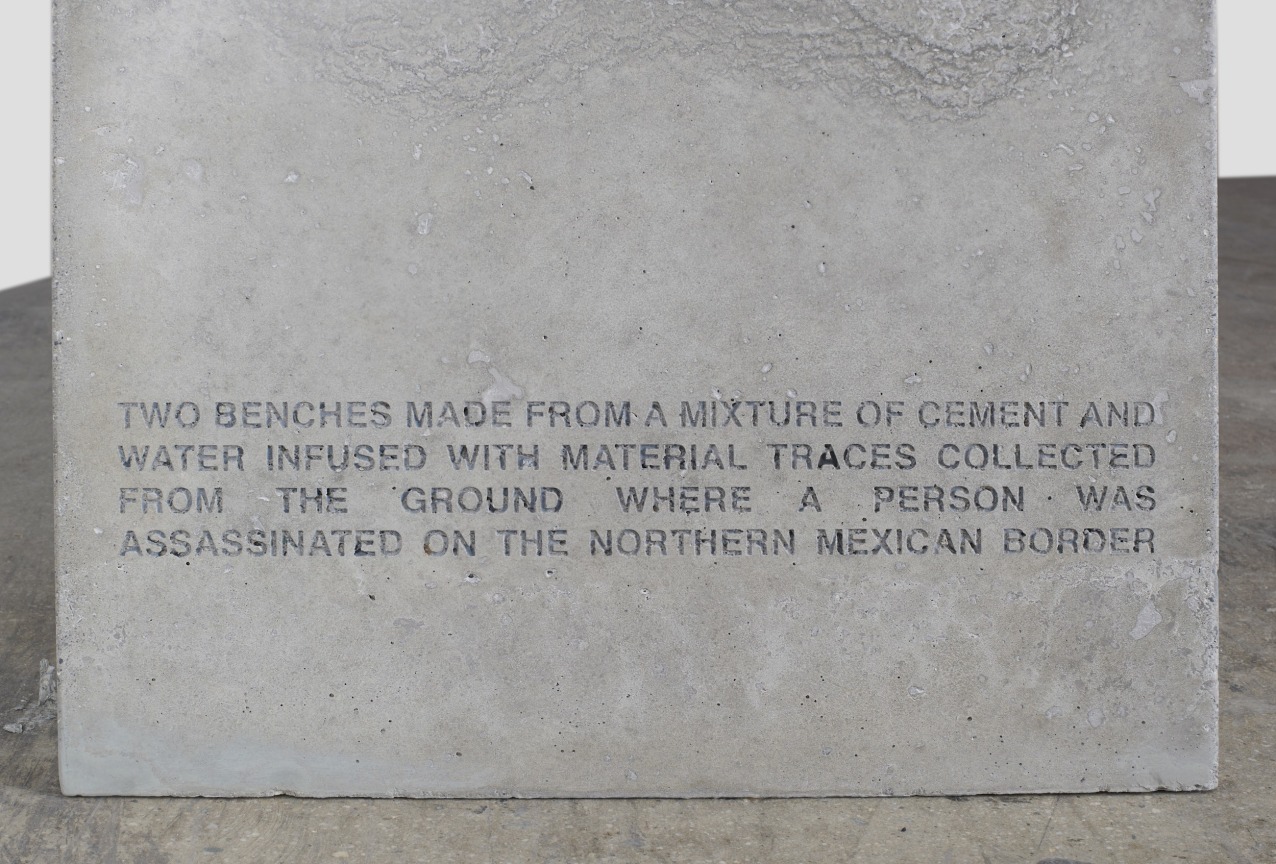 TWO BENCHES MADE FROM A MIXTURE OF CEMENT AND
WATER INFUSED WITH MATERIAL TRACES COLLECTED
FROM THE GROUND WHERE A PERSON WAS
ASSASSINATED ON THE NORTHERN MEXICAN BORDER